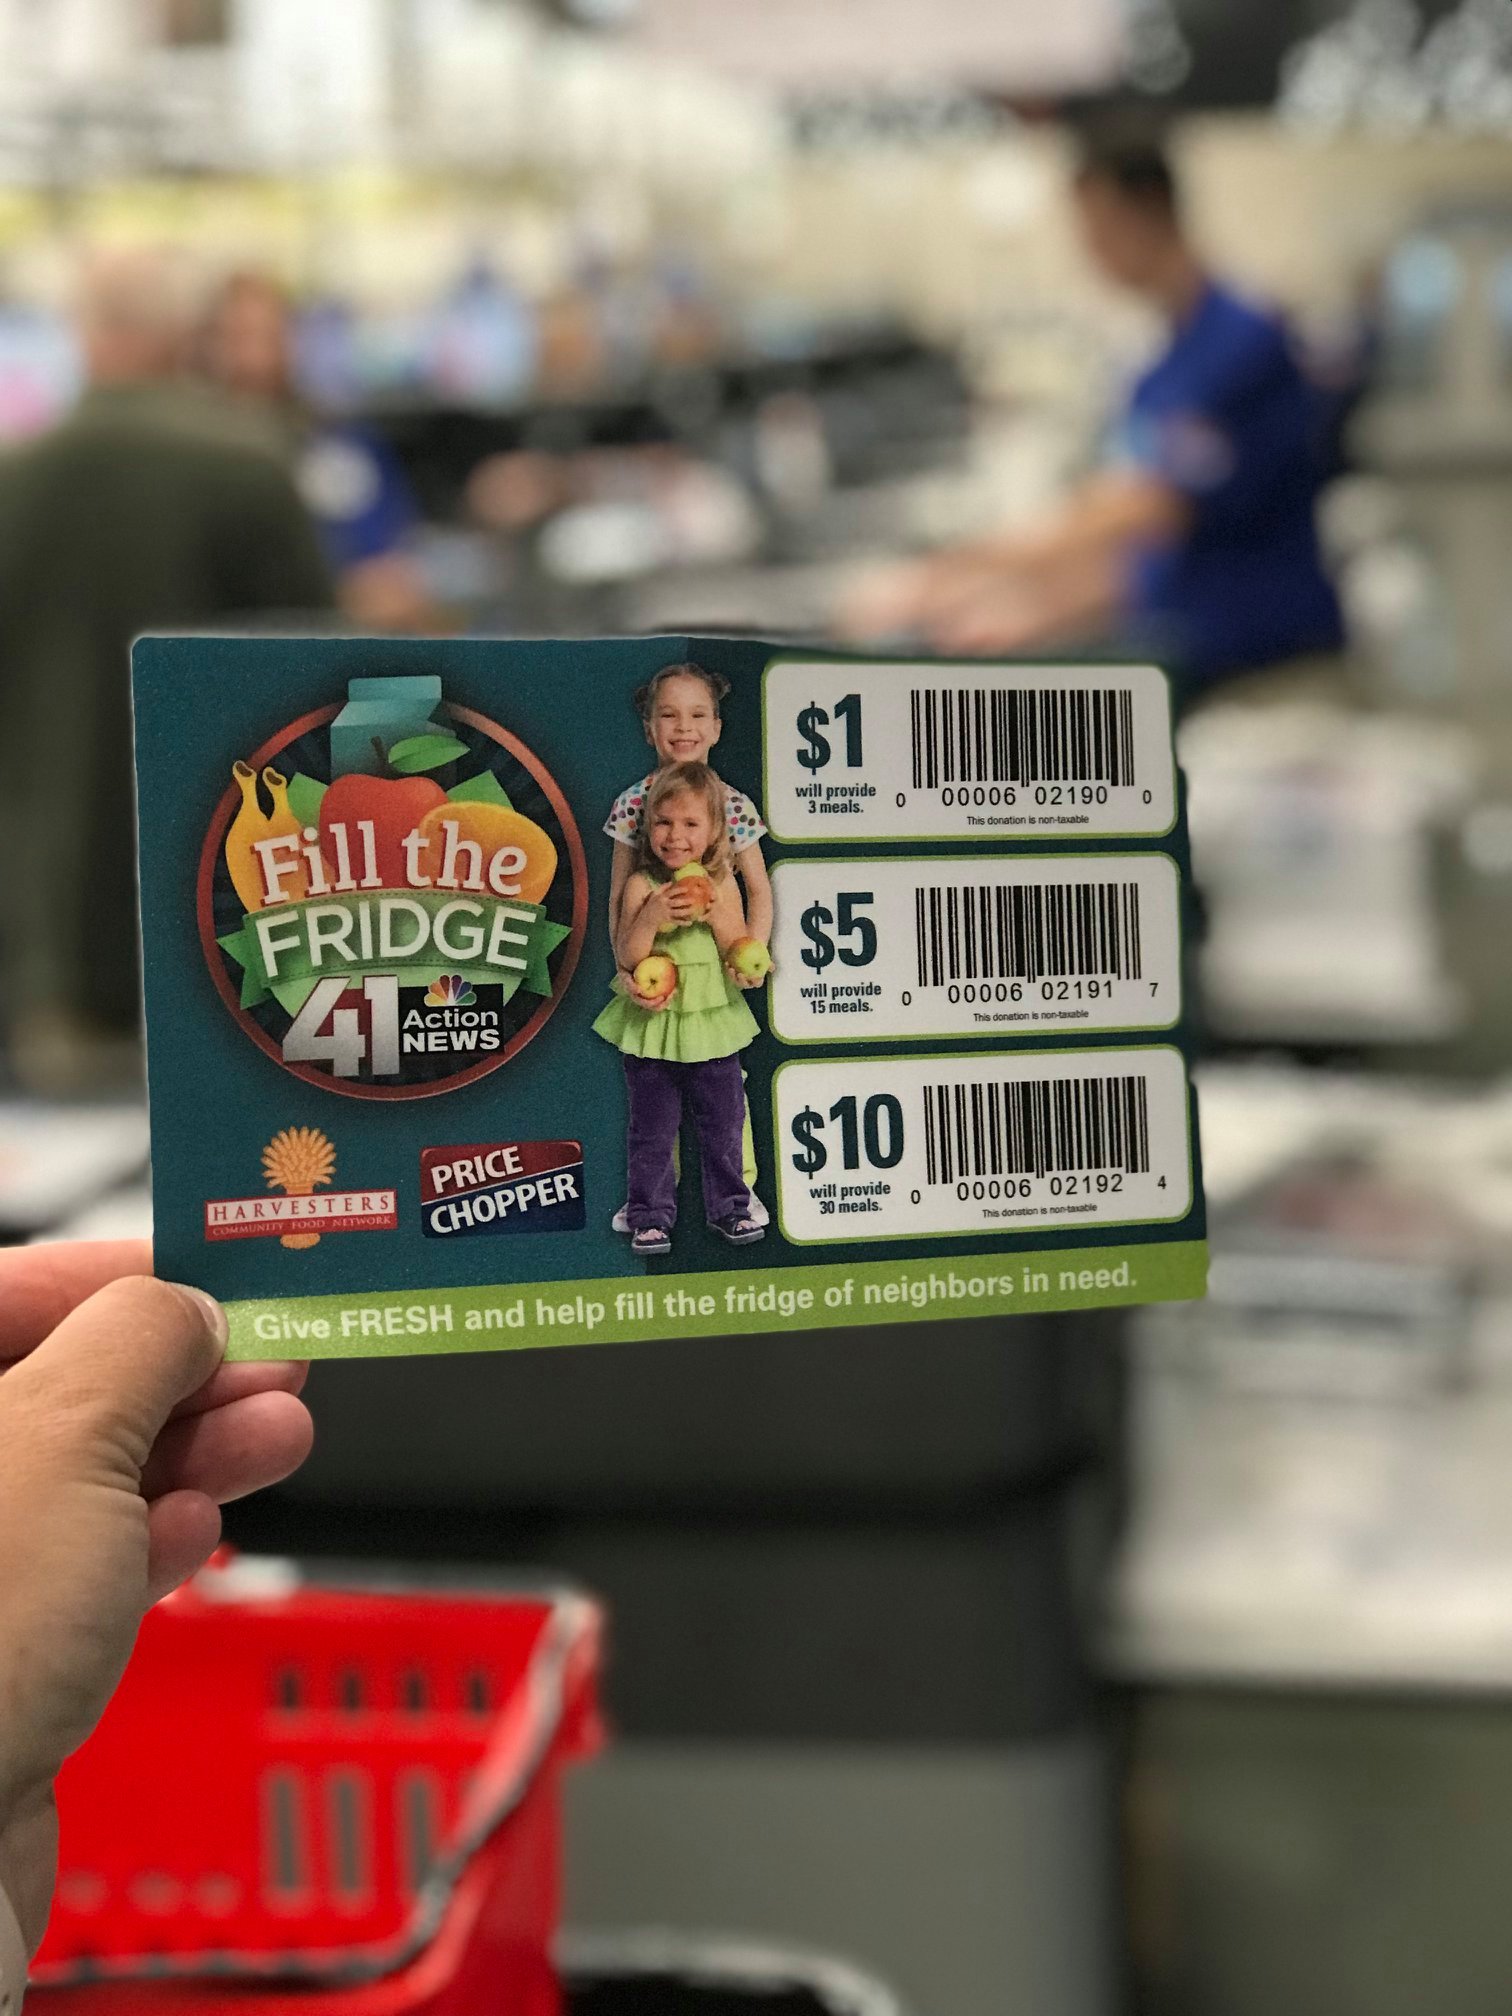 Fill the
FRIDGE
41 Action
NEWS
HARVESTERS
COMMUNITY FOOD NETWORK
PRICE
CHOPPER
$1
will provide
3 meals.
0 00006 02190 0
This donation is non-taxable
$5
will provide
15 meals.
0 00006 02191 7
This donation is non-taxable
$10
will provide
30 meals.
0 00006 02192 4
This donation is non-taxable
Give FRESH and help fill the fridge of neighbors in need.